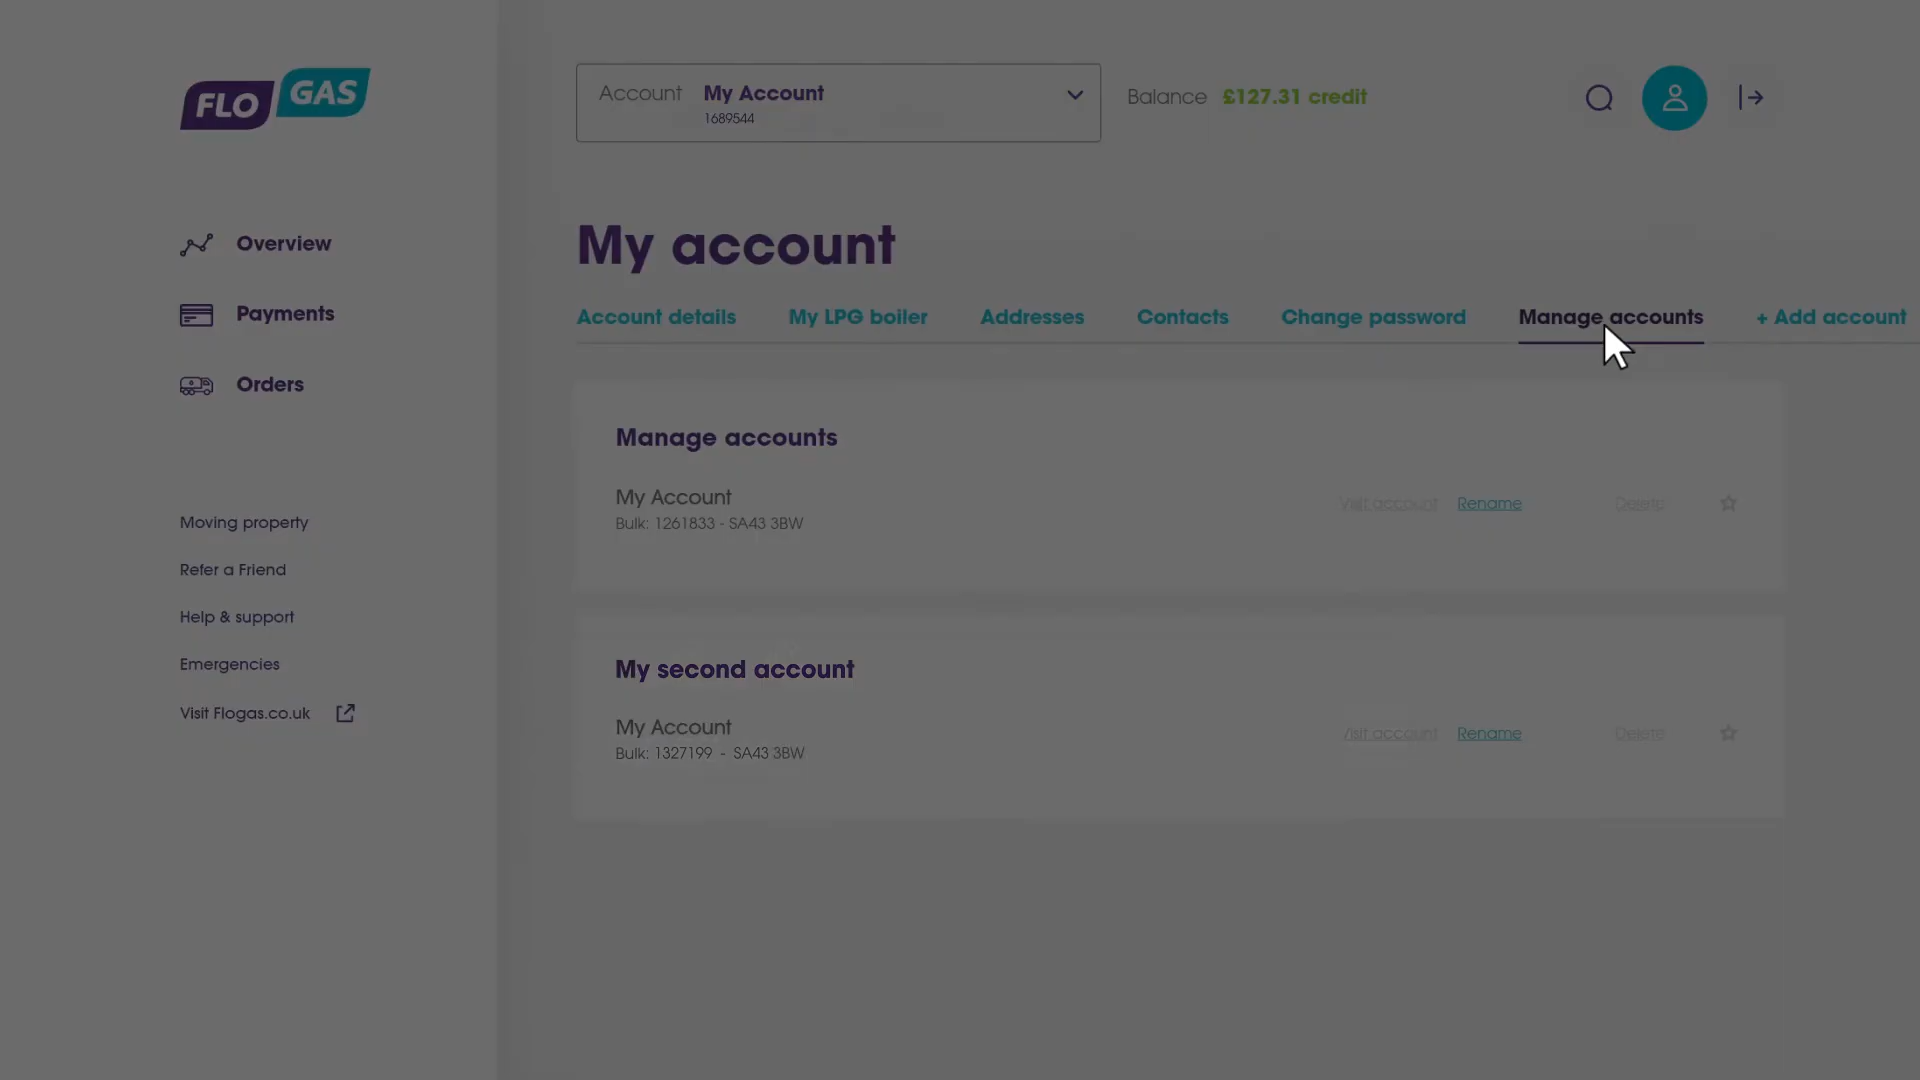 FLO GAS
Account My Account
1689544
Balance £127.31 credit
Overview
Payments
Orders
Moving property
Refer a Friend
Help & support
Emergencies
Visit Flogas.co.uk
My account
Account details My LPG boiler Addresses Contacts Change password Manage accounts + Add account
Manage accounts
My Account
Bulk: 1261833 - SA43 3BW
Visit account Rename Delete
My second account
My Account
Bulk: 1327199 - SA43 3BW
Visit account Rename Delete